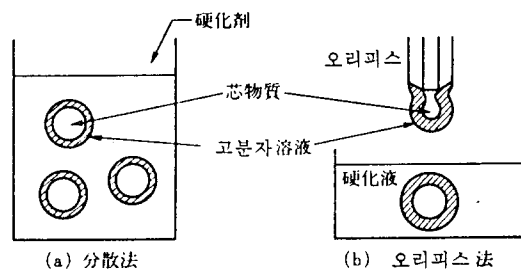 硬化剤
오리피스
芯物質
고분자溶液
硬化液
(a) 分散法
(b) 오리피스法